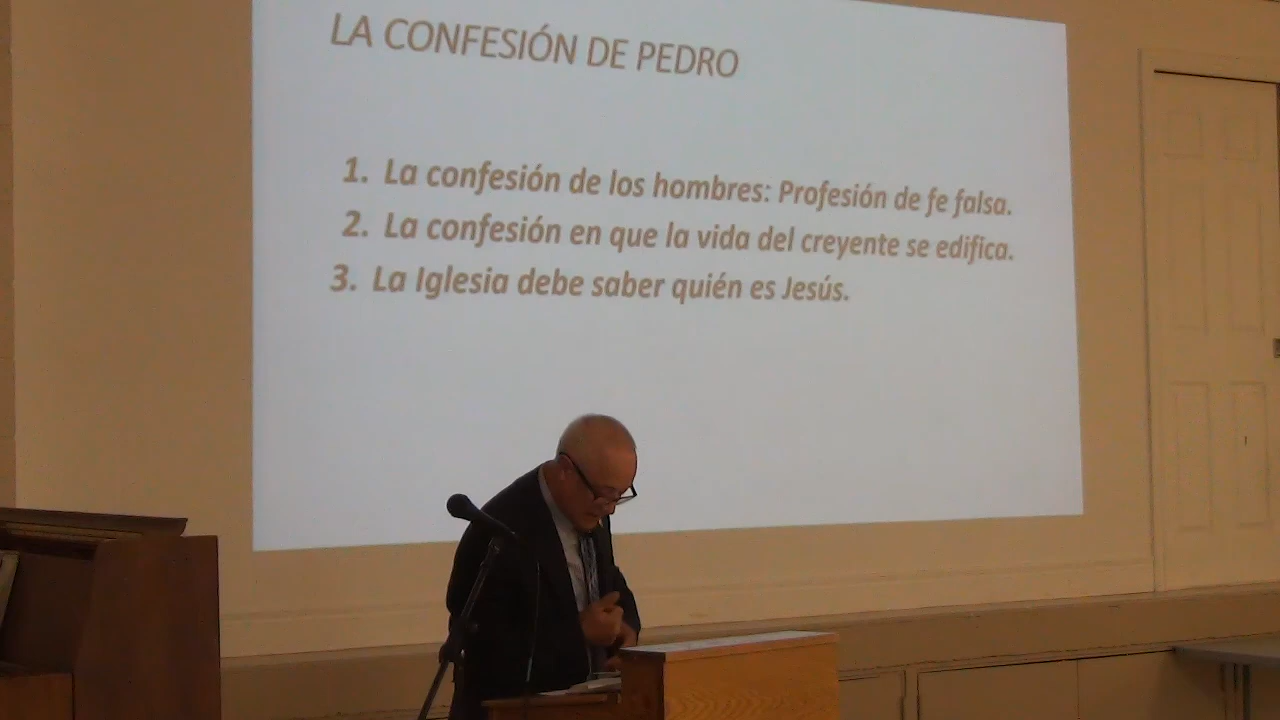 LA CONFESIÓN DE PEDRO
1. La confesión de los hombres: Profesión de fe falsa.
2. La confesión en que la vida del creyente se edifica.
3. La Iglesia debe saber quién es Jesús.